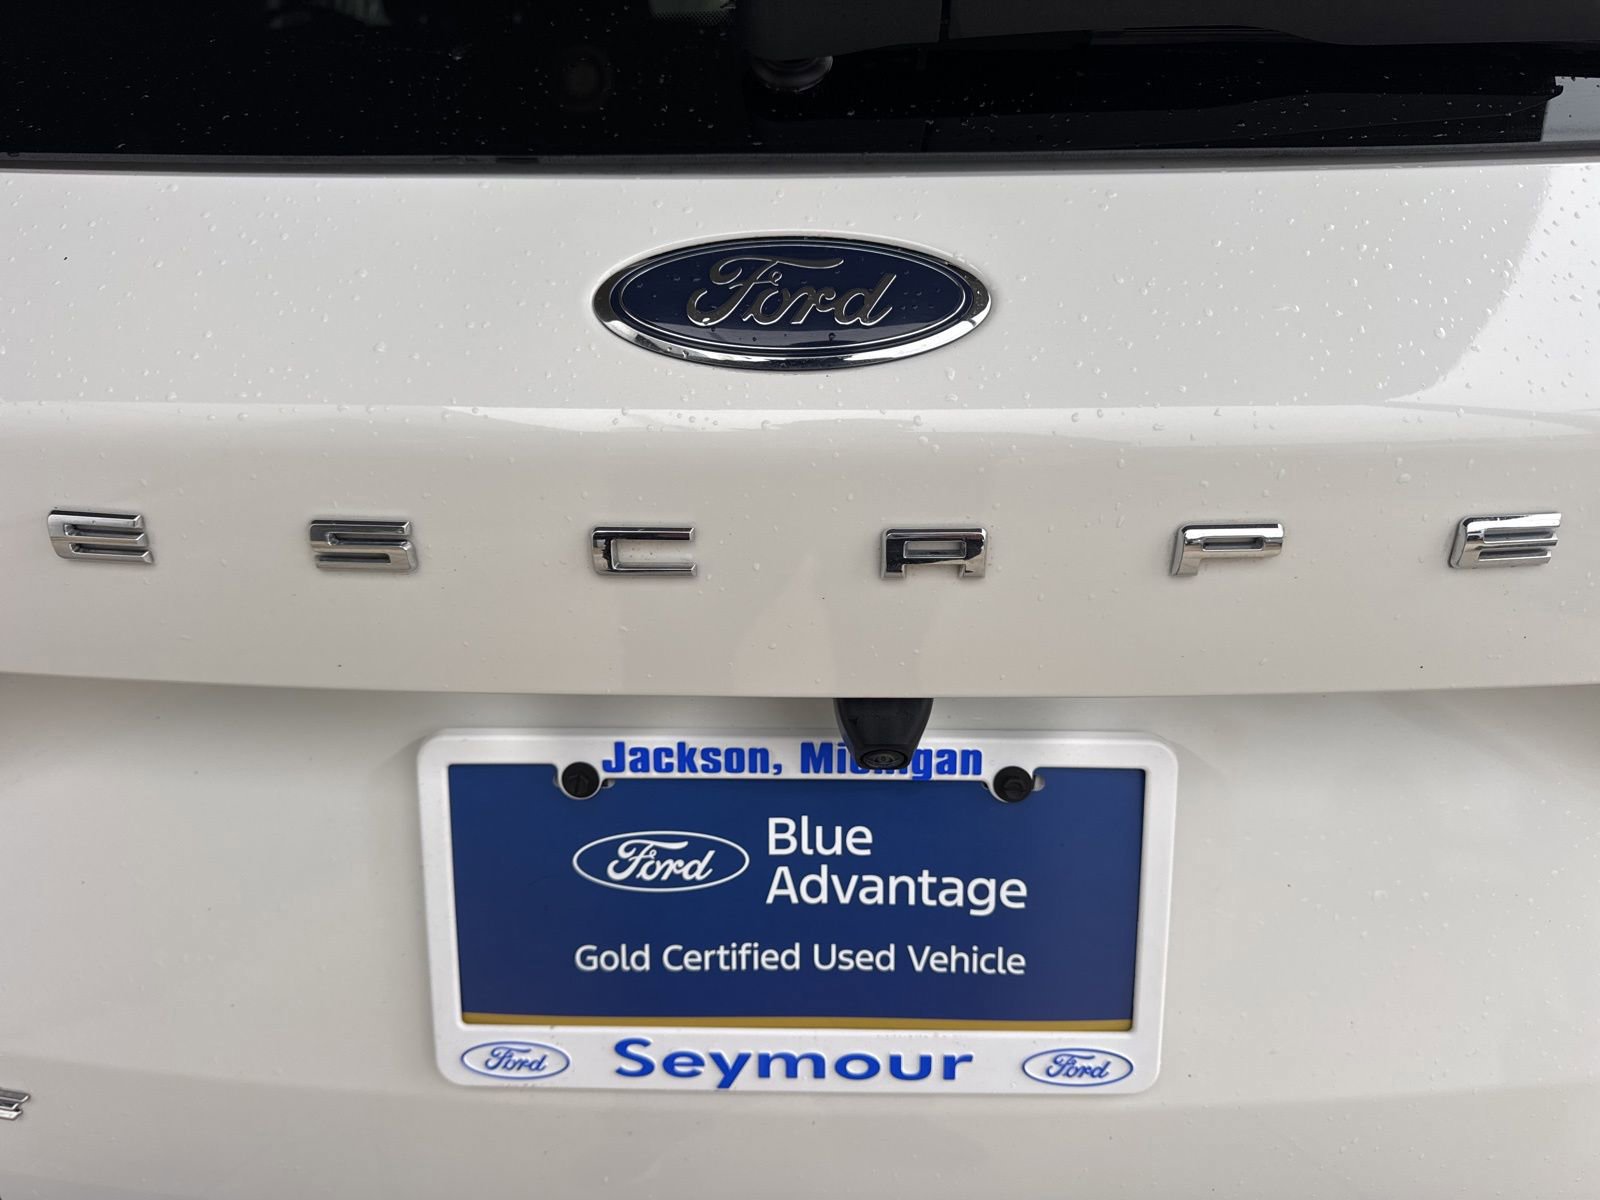 Ford
ESCAPE
Jackson, Michigan
Ford
Blue
Advantage
Gold Certified Used Vehicle
Ford Seymour Ford